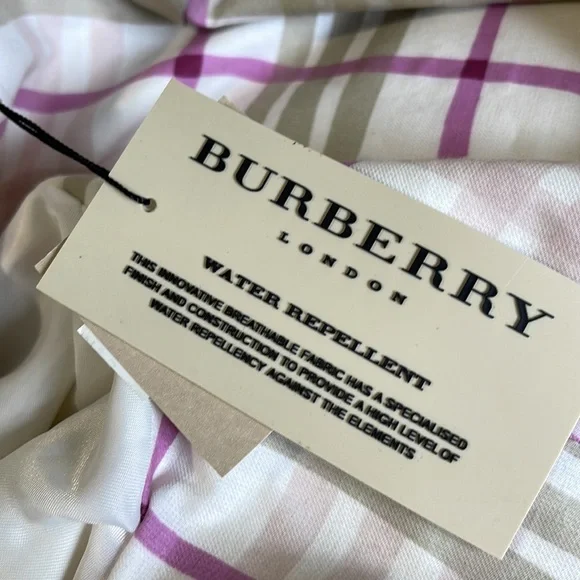 BURBERRY
LONDON
WATER REPELLENT
THIS INNOVATIVE BREATHABLE FABRIC HAS A SPECIALISED
FINISH AND CONSTRUCTION TO PROVIDE A HIGH LEVEL OF
WATER REPELLENCY AGAINST THE ELEMENTS